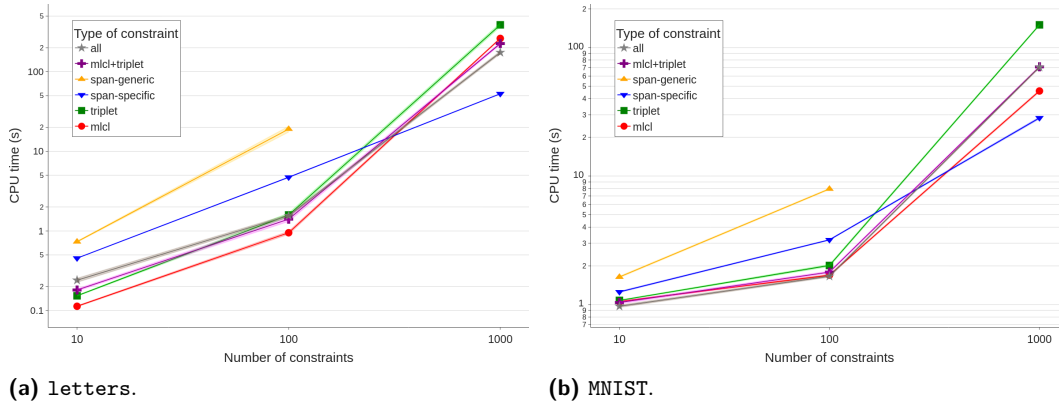 5
2
100
5
2
10
5
2
1
5
2
0.1
CPU time (s)
Type of constraint
all
mlcl+triplet
span-generic
span-specific
triplet
mlcl
10
100
1000
Number of constraints
(a) letters.
2
100
9
8
7
6
5
4
3
2
10
9
8
7
6
5
4
3
2
1
9
8
7
CPU time (s)
Type of constraint
all
mlcl+triplet
span-generic
span-specific
triplet
mlcl
10
100
1000
Number of constraints
(b) MNIST.